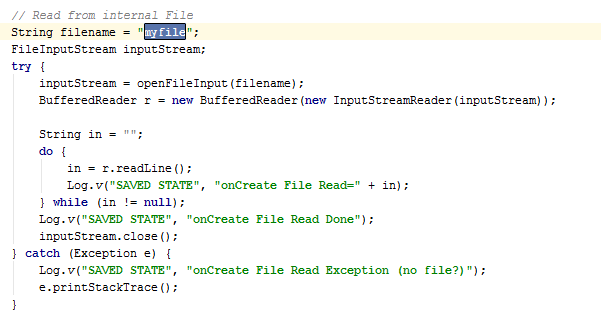 // Read from internal File
String filename = "myfile";
FileInputStream inputStream;
try {
    inputStream = openFileInput(filename);
    BufferedReader r = new BufferedReader(new InputStreamReader(inputStream));

    String in = "";
    do {
        in = r.readLine();
        Log.v("SAVED STATE", "onCreate File Read=" + in);
    } while (in != null);
    Log.v("SAVED STATE", "onCreate File Read Done");
    inputStream.close();
} catch (Exception e) {
    Log.v("SAVED STATE", "onCreate File Read Exception (no file?)");
    e.printStackTrace();
}